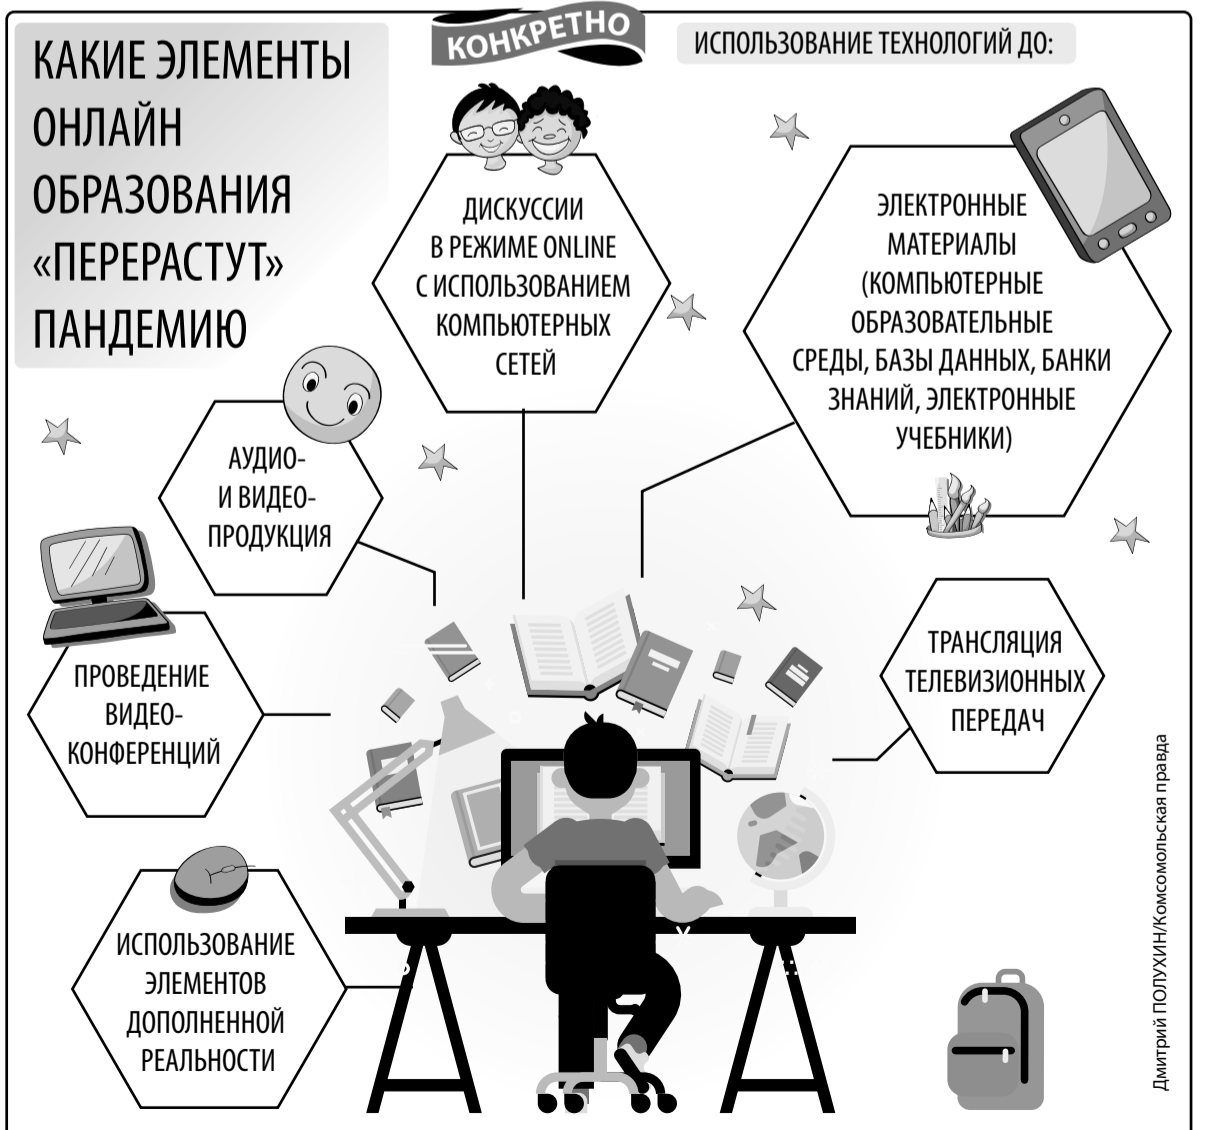 КАКИЕ ЭЛЕМЕНТЫ
ОНЛАЙН
ОБРАЗОВАНИЯ
«ПЕРЕРАСТУТ»
ПАНДЕМИЮ
КОНКРЕТНО
ИСПОЛЬЗОВАНИЕ ТЕХНОЛОГИЙ ДО:
ДИСКУССИИ
В РЕЖИМЕ ONLINE
С ИСПОЛЬЗОВАНИЕМ
КОМПЬЮТЕРНЫХ
СЕТЕЙ
ЭЛЕКТРОННЫЕ
МАТЕРИАЛЫ
(КОМПЬЮТЕРНЫЕ
ОБРАЗОВАТЕЛЬНЫЕ
СРЕДЫ, БАЗЫ ДАННЫХ, БАНКИ
ЗНАНИЙ, ЭЛЕКТРОННЫЕ
УЧЕБНИКИ)
АУДИО-
И ВИДЕО-
ПРОДУКЦИЯ
ПРОВЕДЕНИЕ
ВИДЕО-
КОНФЕРЕНЦИЙ
ТРАНСЛЯЦИЯ
ТЕЛЕВИЗИОННЫХ
ПЕРЕДАЧ
ИСПОЛЬЗОВАНИЕ
ЭЛЕМЕНТОВ
ДОПОЛНЕННОЙ
РЕАЛЬНОСТИ
Дмитрий ПОЛУХИН/Комсомольская правда